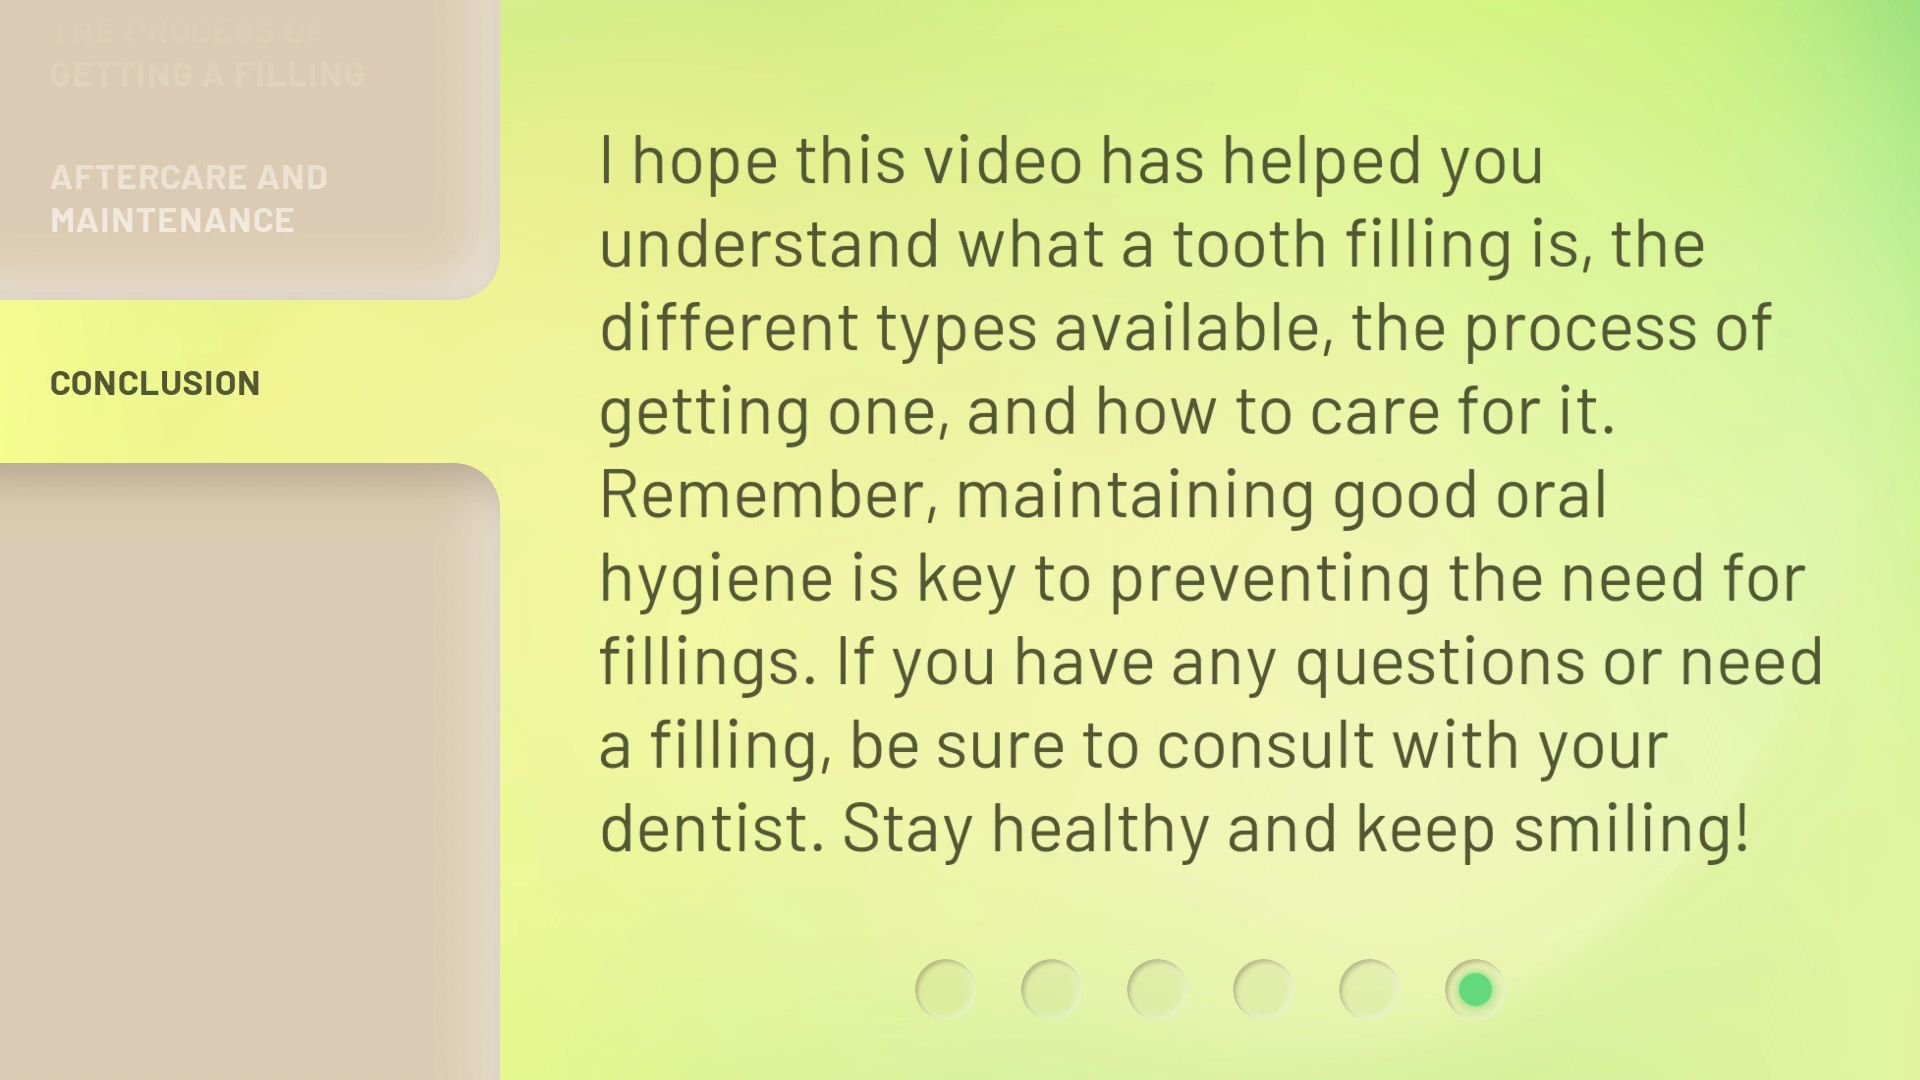 THE PROCESS OF
GETTING A FILLING
AFTERCARE AND
MAINTENANCE
CONCLUSION
I hope this video has helped you
understand what a tooth filling is, the
different types available, the process of
getting one, and how to care for it.
Remember, maintaining good oral
hygiene is key to preventing the need for
fillings. If you have any questions or need
a filling, be sure to consult with your
dentist. Stay healthy and keep smiling!